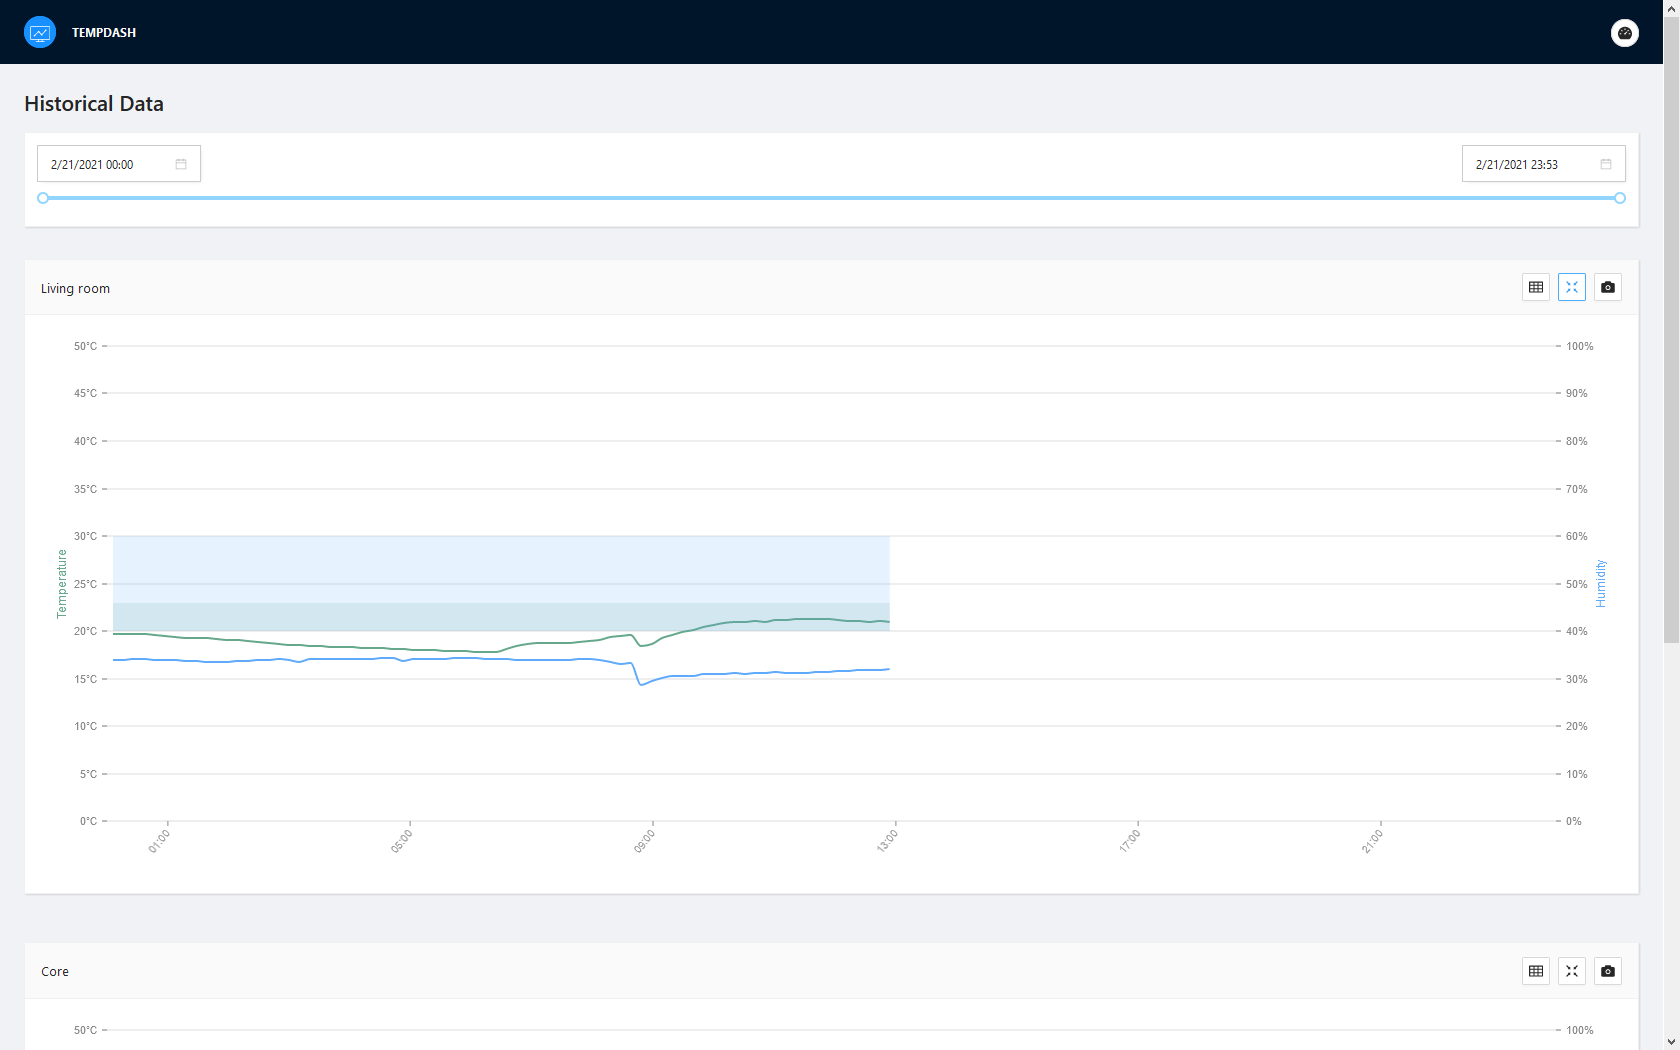 TEMPDASH
Historical Data
2/21/2021 00:00
2/21/2021 23:53
Living room
50°C
45°C
40°C
35°C
30°C
25°C
20°C
15°C
10°C
5°C
0°C
Temperature
100%
90%
80%
70%
60%
50%
40%
30%
20%
10%
0%
Humidity
01:00
05:00
09:00
13:00
17:00
21:00
Core
50°C
100%